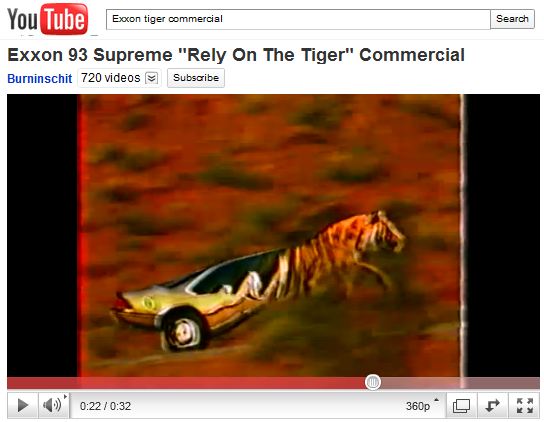 YouTube Exxon tiger commercial Search
Exxon 93 Supreme "Rely On The Tiger" Commercial
Burninschit 720 videos Subscribe
0:22 / 0:32 360p